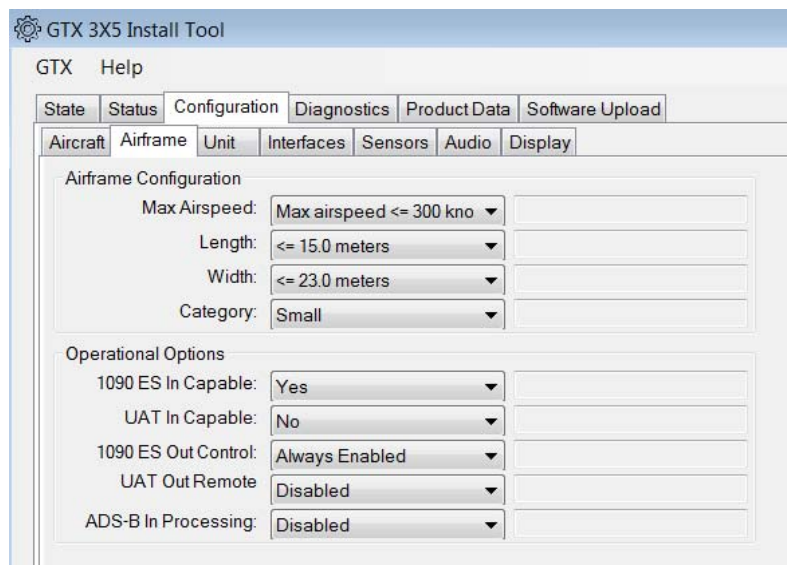 GTX 3X5 Install Tool
GTX Help
State Status Configuration Diagnostics Product Data Software Upload
Aircraft Airframe Unit Interfaces Sensors Audio Display
Airframe Configuration
Max Airspeed: Max airspeed <= 300 kno
Length: <= 15.0 meters
Width: <= 23.0 meters
Category: Small
Operational Options
1090 ES In Capable: Yes
UAT In Capable: No
1090 ES Out Control: Always Enabled
UAT Out Remote Disabled
ADS-B In Processing: Disabled